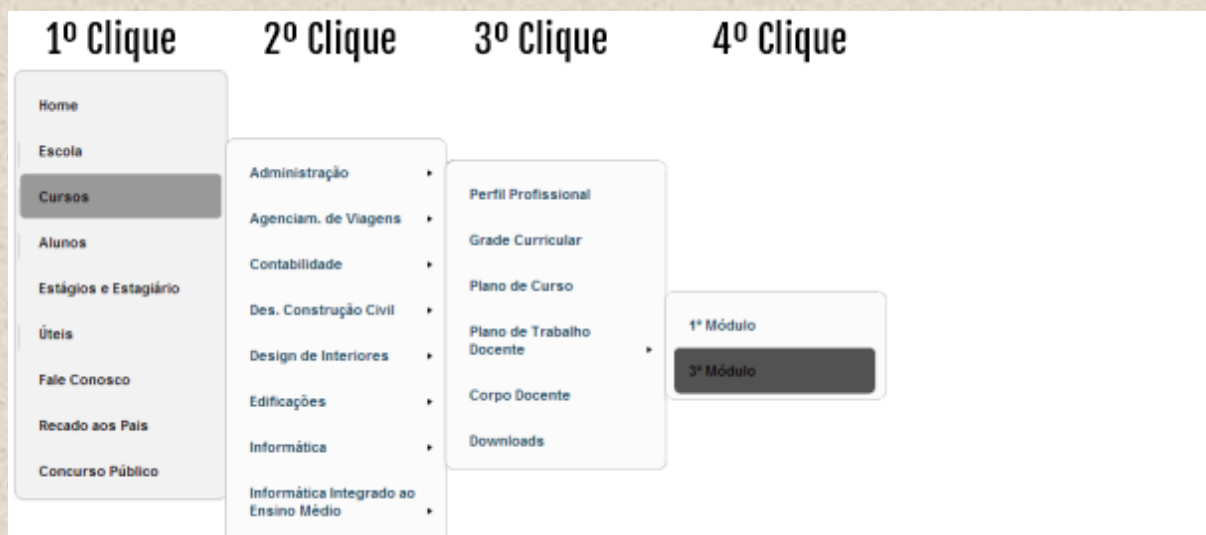 1º Clique
2º Clique
3º Clique
4º Clique
Home
Escola
Cursos
Alunos
Estágios e Estagiário
Úteis
Fale Conosco
Recado aos Pais
Concurso Público
Administração
Agenciam. de Viagens
Contabilidade
Des. Construção Civil
Design de Interiores
Edificações
Informática
Informática Integrado ao
Ensino Médio
Perfil Profissional
Grade Curricular
Plano de Curso
Plano de Trabalho
Docente
Corpo Docente
Downloads
1º Módulo
3º Módulo